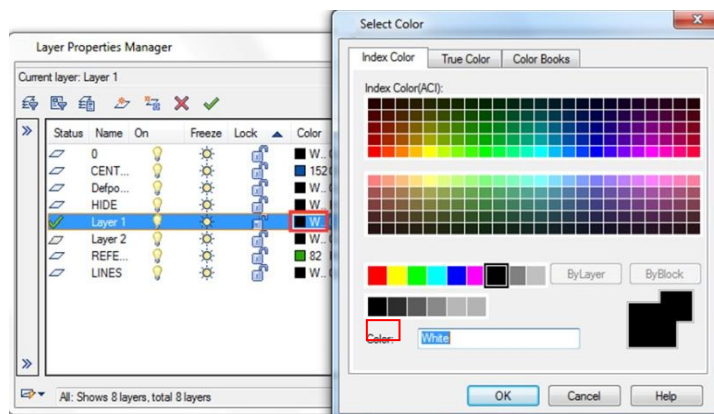 Layer Properties Manager
Current layer: Layer 1
Status Name On Freeze Lock Color
0 W..
CENT... 152
Defpo... W..
HIDE W..
Layer 1 W
Layer 2 W..
REFE... 82
LINES W..
All: Shows 8 layers, total 8 layers
Select Color
Index Color True Color Color Books
Index Color(ACI):
ByLayer ByBlock
Color: White
OK Cancel Help